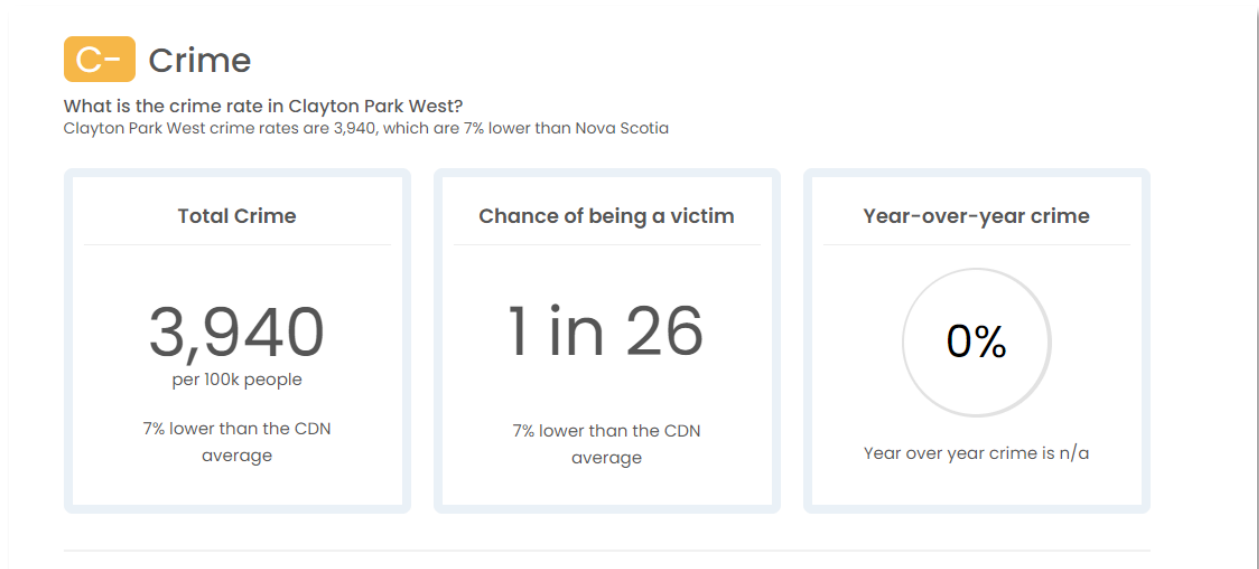 C- Crime
What is the crime rate in Clayton Park West?
Clayton Park West crime rates are 3,940, which are 7% lower than Nova Scotia
Total Crime
3,940
per 100k people
7% lower than the CDN
average
Chance of being a victim
1 in 26
7% lower than the CDN
average
Year-over-year crime
0%
Year over year crime is n/a